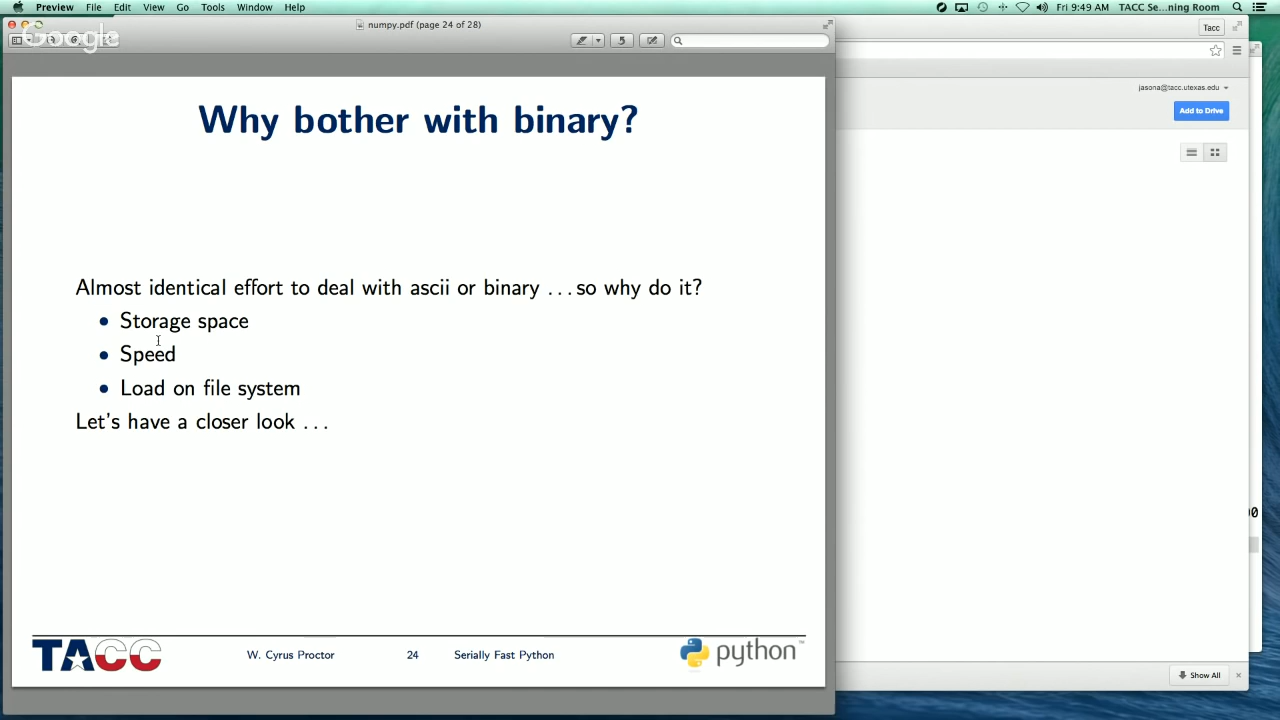 Preview File Edit View Go Tools Window Help
Fri 9:49 AM TACC Se...ning Room
numpy.pdf (page 24 of 28)
Google
Tacc
jasona@tacc.utexas.edu
Add to Drive
Why bother with binary?
Almost identical effort to deal with ascii or binary ...so why do it?
• Storage space
• Speed
• Load on file system
Let's have a closer look ...
TACC
W. Cyrus Proctor
24
Serially Fast Python
python™
Show All